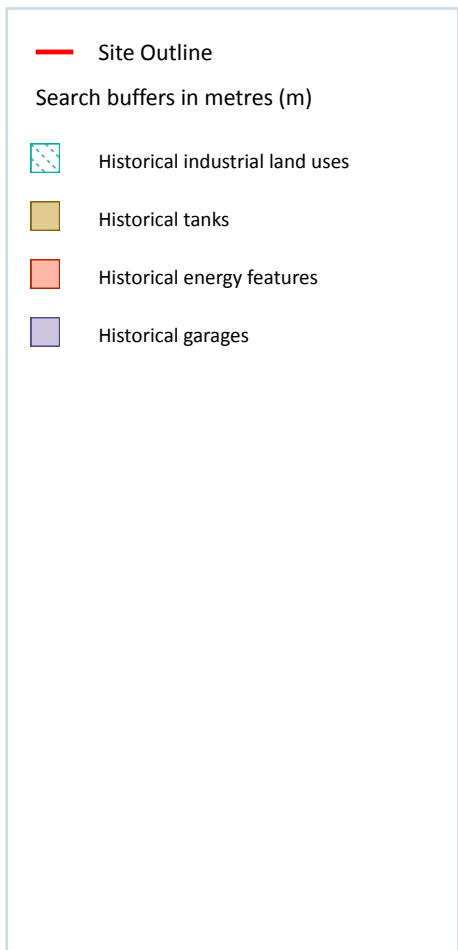 Site Outline
Search buffers in metres (m)
Historical industrial land uses
Historical tanks
Historical energy features
Historical garages